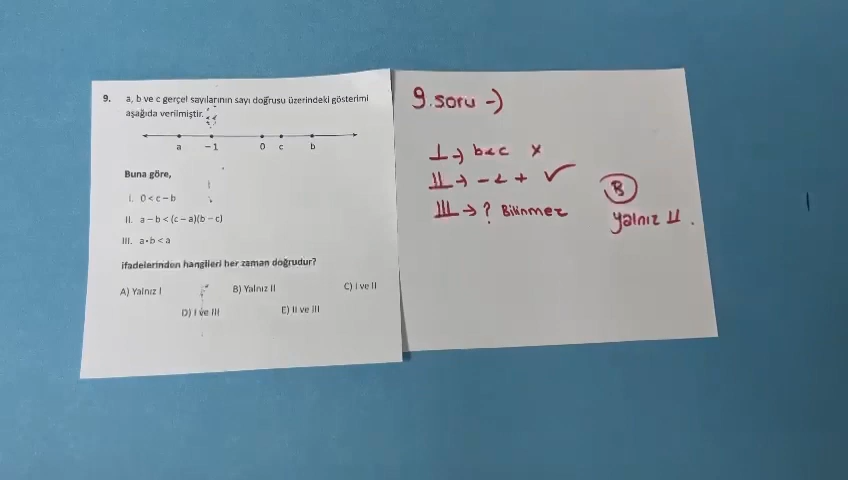 9. a, b ve c gerçel sayılarının sayı doğrusu üzerindeki gösterimi
aşağıda verilmiştir.
a -1 0 c b
Buna göre,
I. 0 < c - b
II. a - b < (c - a)(b - c)
III. a•b < a
ifadelerinden hangileri her zaman doğrudur?
A) Yalnız I B) Yalnız II C) I ve II
D) I ve III E) II ve III
9. soru →
I → b < c ×
II → - < + ✓
III → ? Bilinmez
B
yalnız II.